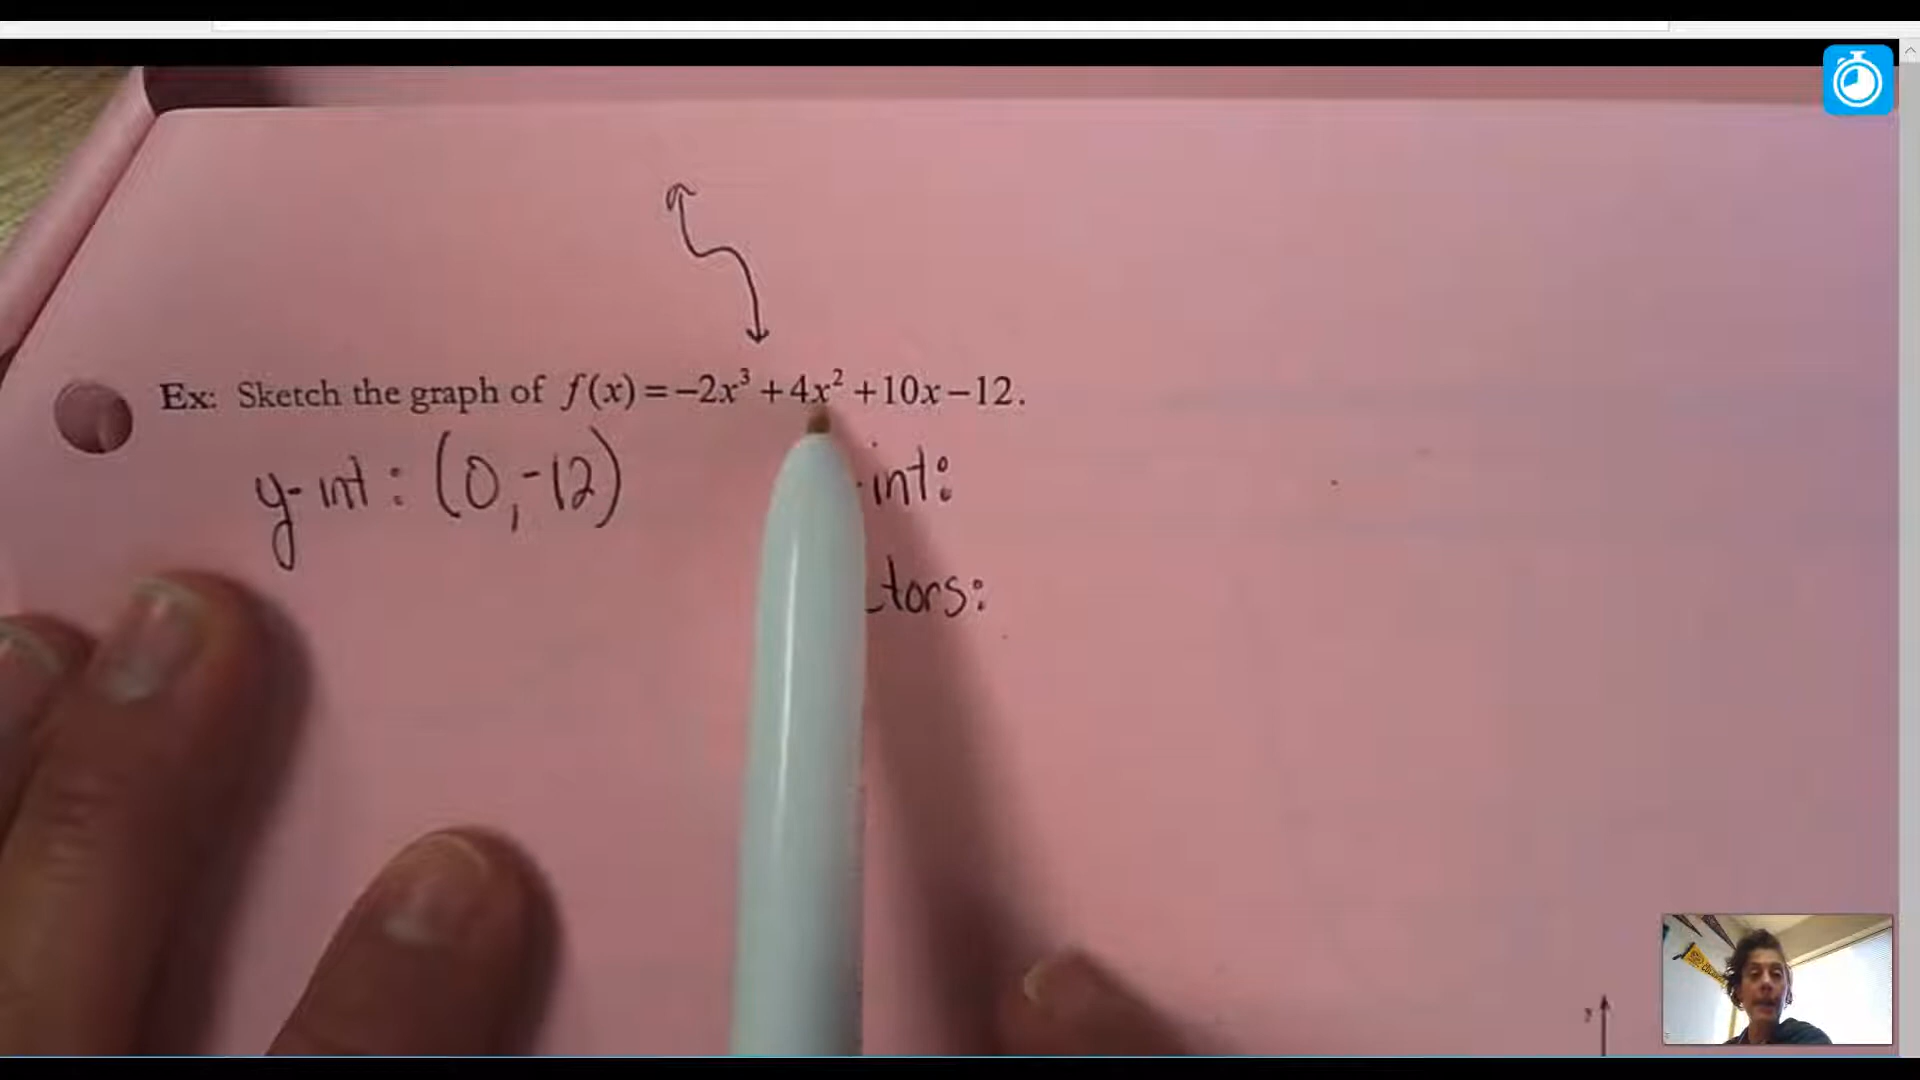 Ex: Sketch the graph of f(x)=−2x³+4x²+10x−12.
y-int: (0,-12)
-int:
tors:
y